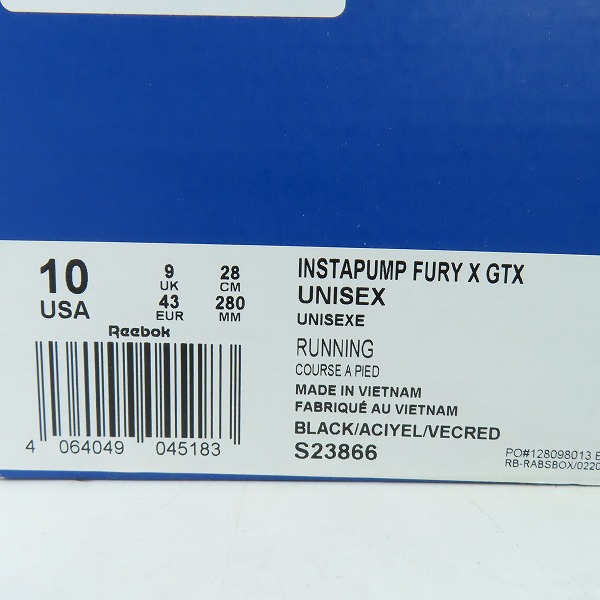 10
USA
9
UK
43
EUR
28
CM
280
MM
Reebok
4 064049 045183
INSTAPUMP FURY X GTX
UNISEX
UNISEXE
RUNNING
COURSE A PIED
MADE IN VIETNAM
FABRIQUÉ AU VIETNAM
BLACK/ACIYEL/VECRED
S23866
PO#128098013 E
RB-RABSBOX/0220